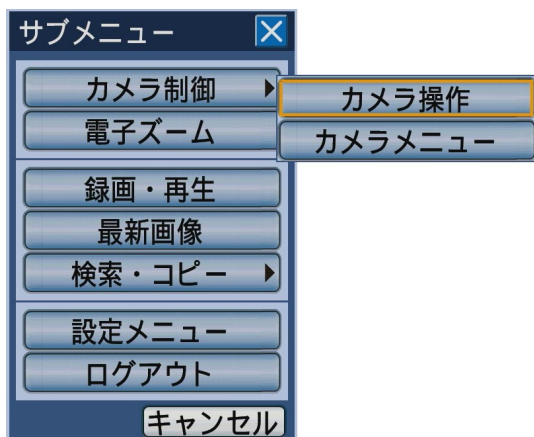 サブメニュー
カメラ制御
カメラ操作
電子ズーム
カメラメニュー
録画・再生
最新画像
検索・コピー
設定メニュー
ログアウト
キャンセル